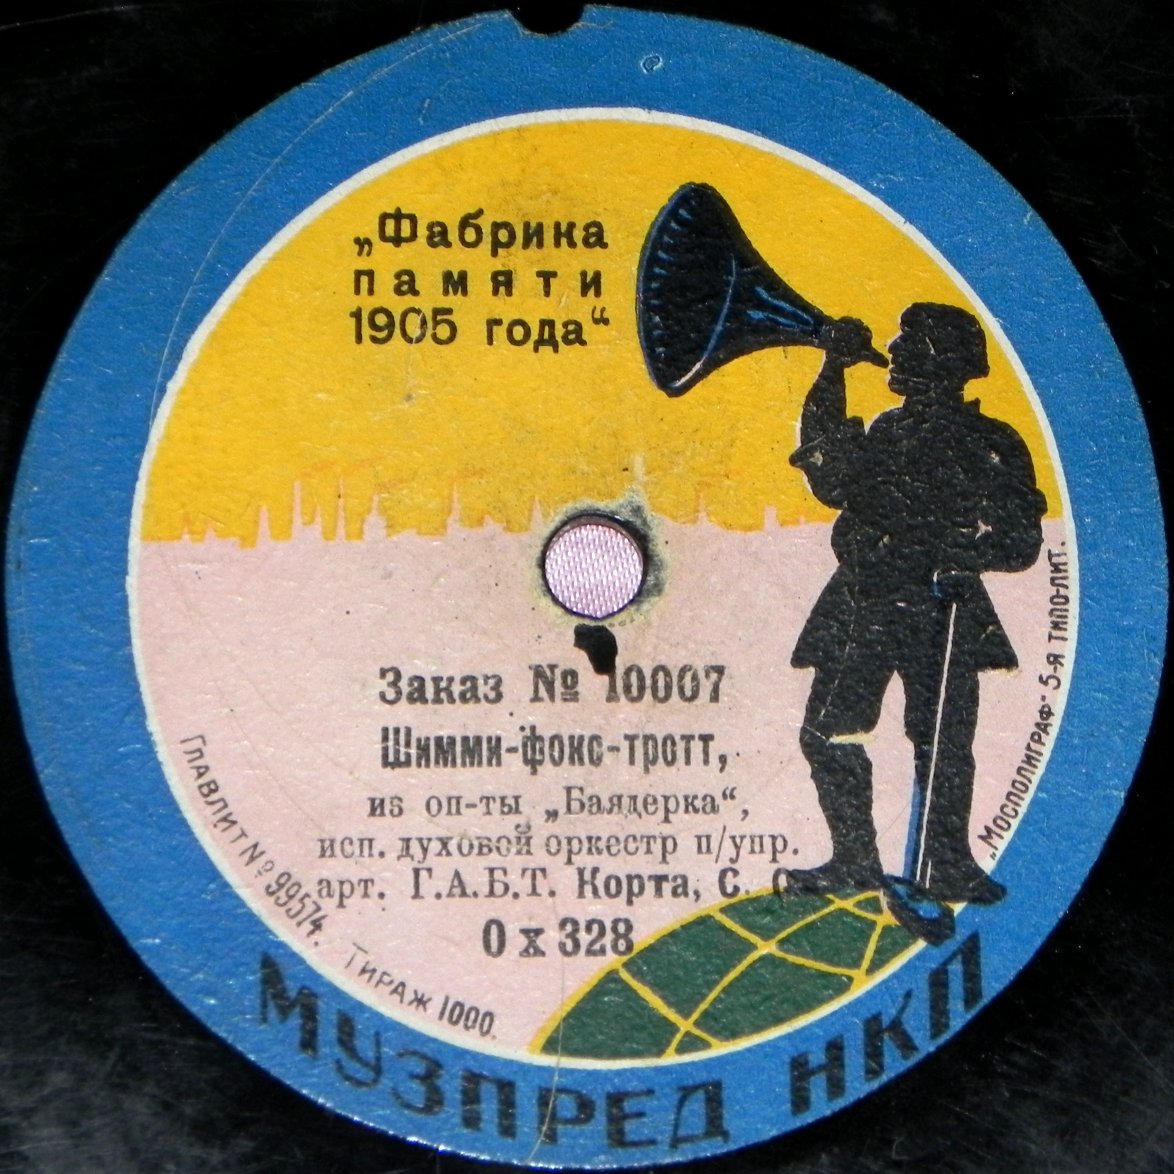 „Фабрика
памяти
1905 года“
Заказ № 10007
Шимми-фокс-тротт,
из оп-ты „Баядерка“,
исп. духовой оркестр п/упр.
арт. Г.А.Б.Т. Корта, С.
0 x 328
Главлит № 99574. Тираж 1000.
„Мосполиграф“ 5-я типо-лит.
МУЗПРЕД НКП